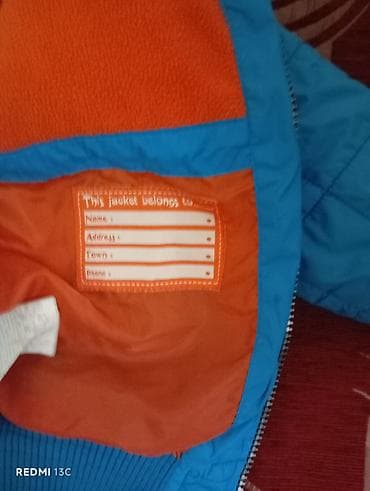 This jacket belongs to
Name :
Address :
Town :
Phone :
REDMI 13C